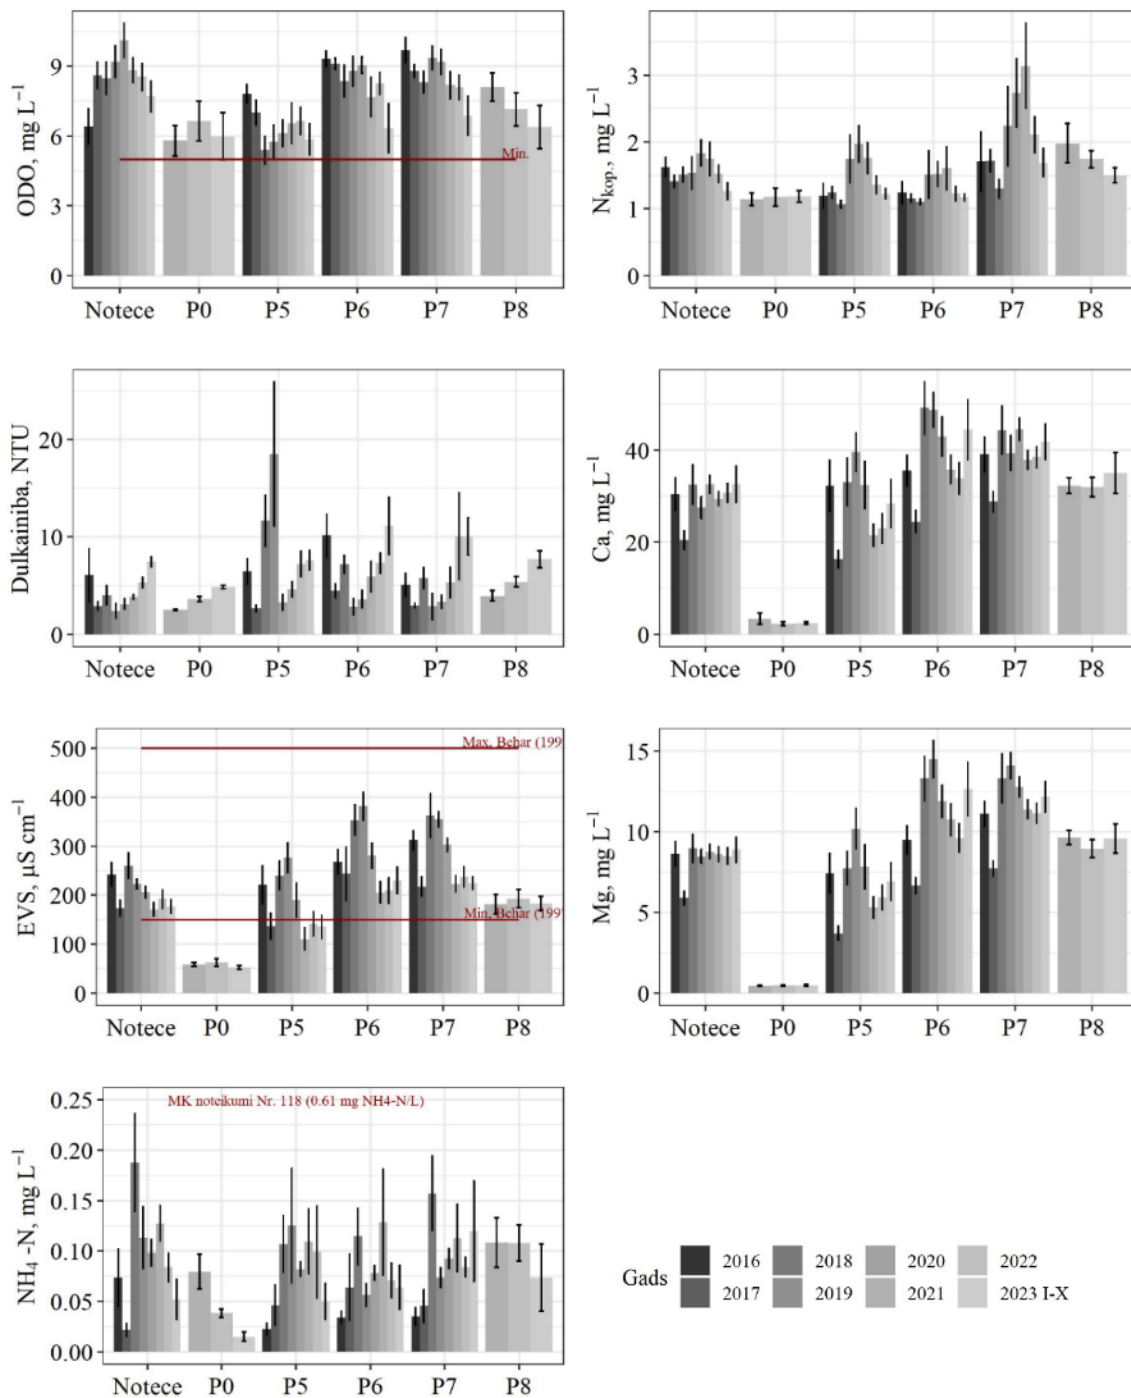 ODO, mg L⁻¹
9
6
3
0
Min.
Notece P0 P5 P6 P7 P8
Nkop., mg L⁻¹
3
2
1
0
Notece P0 P5 P6 P7 P8
Dulkainiba, NTU
20
10
0
Notece P0 P5 P6 P7 P8
Ca, mg L⁻¹
40
20
0
Notece P0 P5 P6 P7 P8
EVS, µS cm⁻¹
500
400
300
200
100
0
Max. Behar (199
Min. Behar (199
Notece P0 P5 P6 P7 P8
Mg, mg L⁻¹
15
10
5
0
Notece P0 P5 P6 P7 P8
NH₄ -N, mg L⁻¹
0.25
0.20
0.15
0.10
0.05
0.00
MK noteikumi Nr. 118 (0.61 mg NH4-N/L)
Notece P0 P5 P6 P7 P8
Gads
2016 2018 2020 2022
2017 2019 2021 2023 I-X